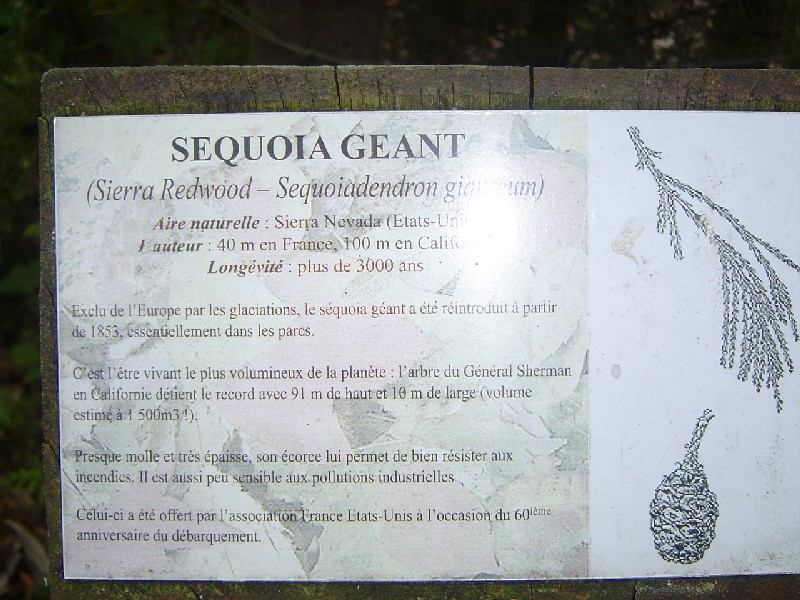 SEQUOIA GEANT
(Sierra Redwood – Sequoiadendron giganteum)
Aire naturelle : Sierra Nevada (Etats-Uni
Hauteur : 40 m en France, 100 m en Califo
Longévité : plus de 3000 ans
Exclu de l'Europe par les glaciations, le séquoia géant a été réintroduit à partir
de 1853, essentiellement dans les parcs.
C'est l'être vivant le plus volumineux de la planète : l'arbre du Général Sherman
en Californie détient le record avec 91 m de haut et 10 m de large (volume
estimé à 1 500m3 !).
Presque molle et très épaisse, son écorce lui permet de bien résister aux
incendies. Il est aussi peu sensible aux pollutions industrielles
Celui-ci a été offert par l'association France Etats-Unis à l'occasion du 60ième
anniversaire du débarquement.